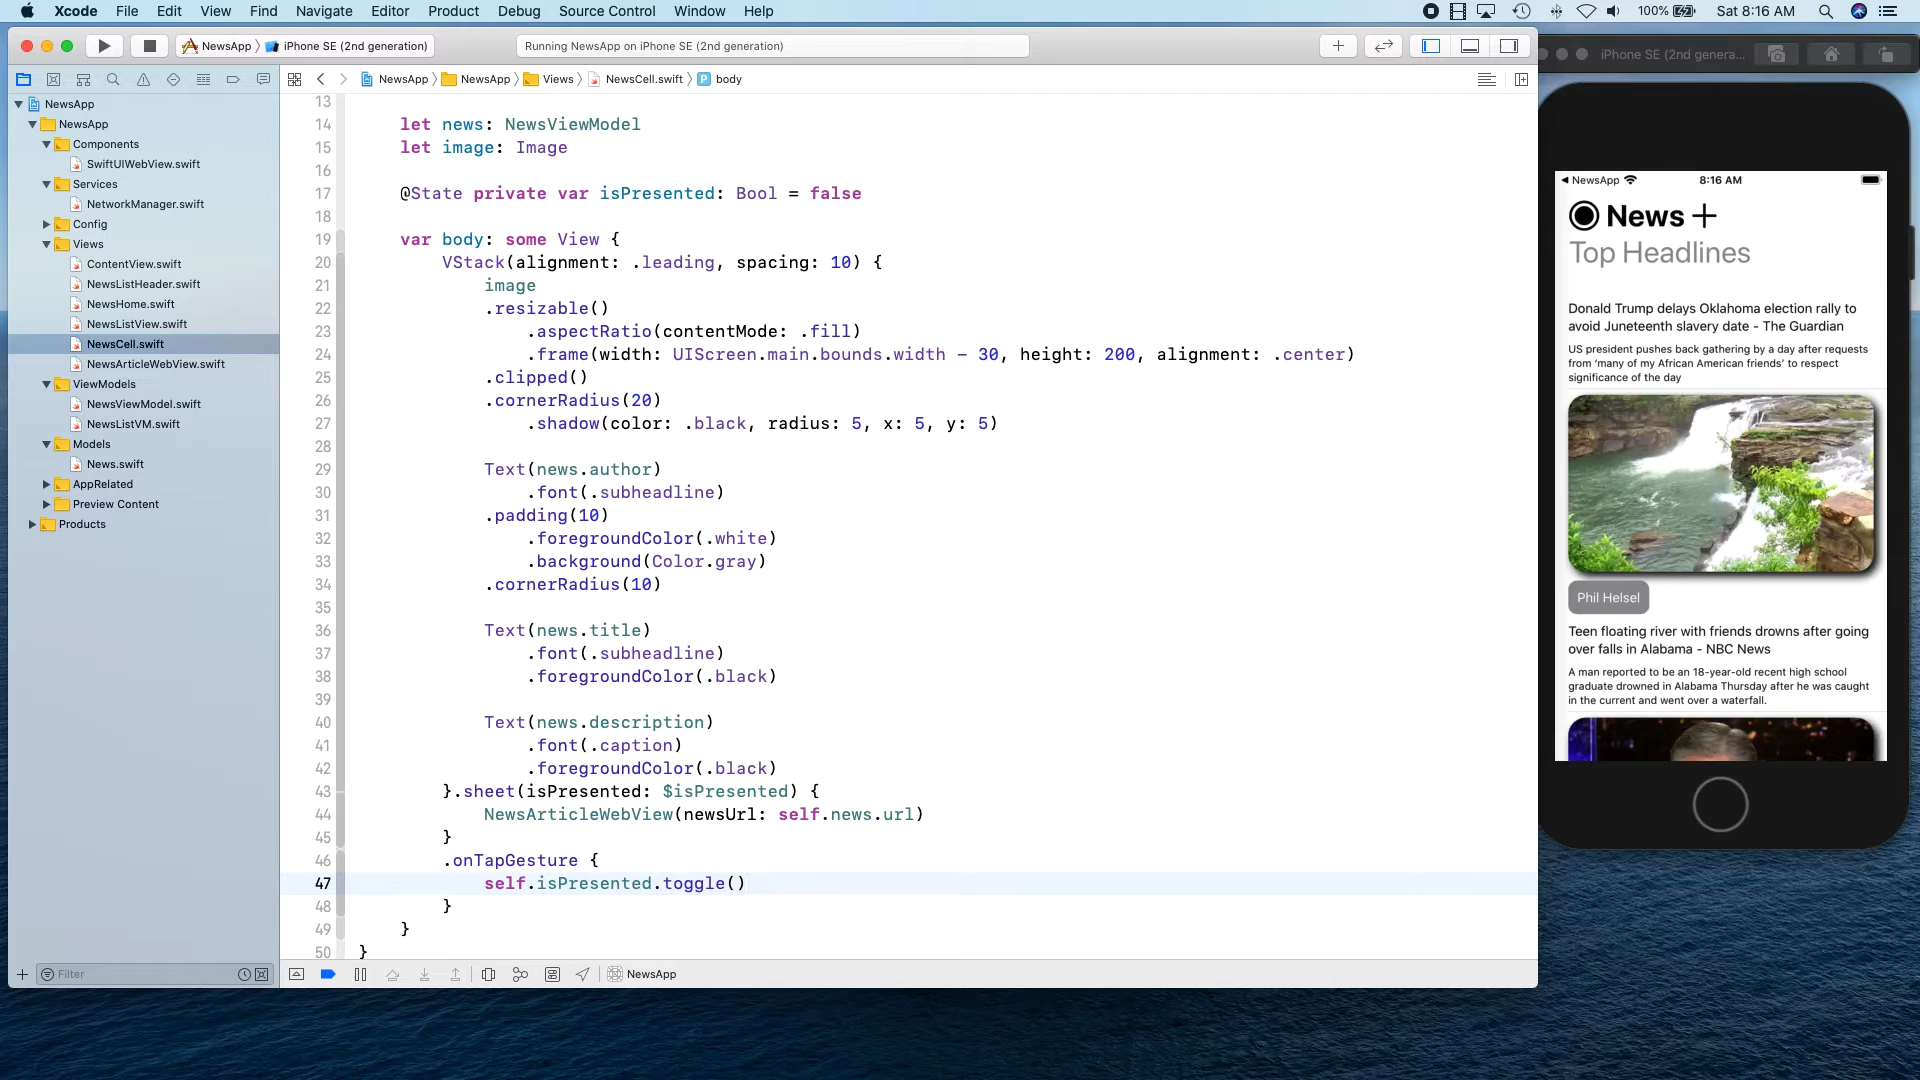 Xcode File Edit View Find Navigate Editor Product Debug Source Control Window Help 100% Sat 8:16 AM
NewsApp iPhone SE (2nd generation) Running NewsApp on iPhone SE (2nd generation)
NewsApp NewsApp Views NewsCell.swift P body
NewsApp
NewsApp
Components
SwiftUIWebView.swift
Services
NetworkManager.swift
Config
Views
ContentView.swift
NewsListHeader.swift
NewsHome.swift
NewsListView.swift
NewsCell.swift
NewsArticleWebView.swift
ViewModels
NewsViewModel.swift
NewsListVM.swift
Models
News.swift
AppRelated
Preview Content
Products
Filter
13
14 let news: NewsViewModel
15 let image: Image
16
17 @State private var isPresented: Bool = false
18
19 var body: some View {
20 VStack(alignment: .leading, spacing: 10) {
21 image
22 .resizable()
23 .aspectRatio(contentMode: .fill)
24 .frame(width: UIScreen.main.bounds.width - 30, height: 200, alignment: .center)
25 .clipped()
26 .cornerRadius(20)
27 .shadow(color: .black, radius: 5, x: 5, y: 5)
28
29 Text(news.author)
30 .font(.subheadline)
31 .padding(10)
32 .foregroundColor(.white)
33 .background(Color.gray)
34 .cornerRadius(10)
35
36 Text(news.title)
37 .font(.subheadline)
38 .foregroundColor(.black)
39
40 Text(news.description)
41 .font(.caption)
42 .foregroundColor(.black)
43 }.sheet(isPresented: $isPresented) {
44 NewsArticleWebView(newsUrl: self.news.url)
45 }
46 .onTapGesture {
47 self.isPresented.toggle()
48 }
49 }
50 }
NewsApp
iPhone SE (2nd genera...
NewsApp 8:16 AM
News +
Top Headlines
Donald Trump delays Oklahoma election rally to
avoid Juneteenth slavery date - The Guardian
US president pushes back gathering by a day after requests
from ‘many of my African American friends’ to respect
significance of the day
Phil Helsel
Teen floating river with friends drowns after going
over falls in Alabama - NBC News
A man reported to be an 18-year-old recent high school
graduate drowned in Alabama Thursday after he was caught
in the current and went over a waterfall.